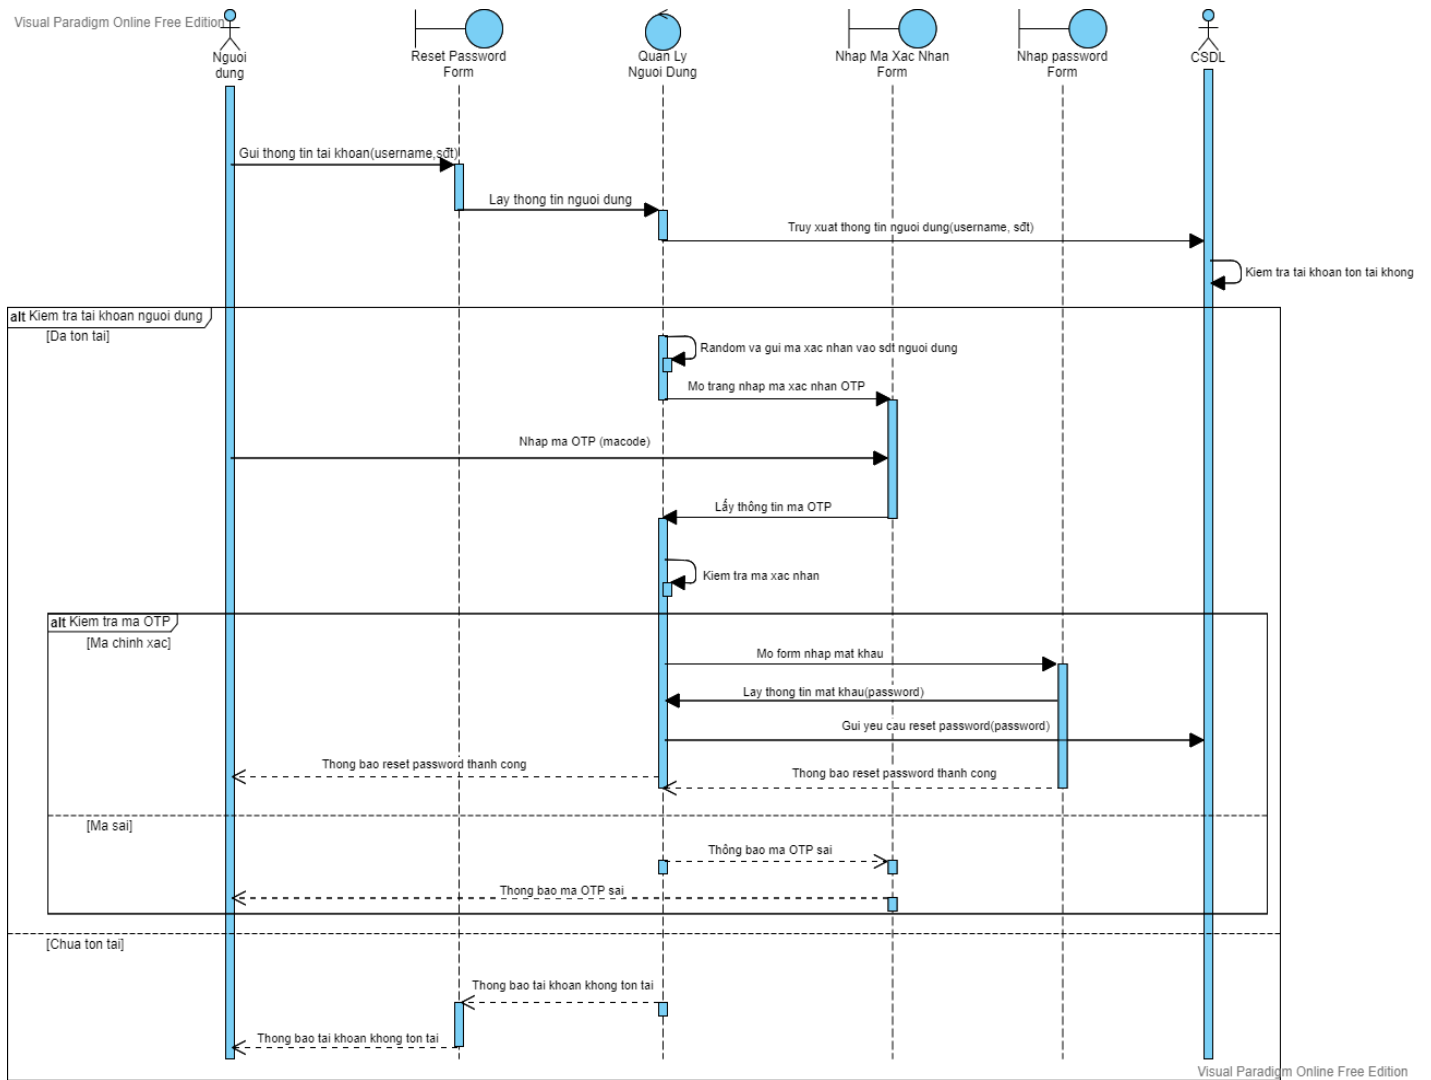 Visual Paradigm Online Free Edition
Nguoi
dung
Reset Password
Form
Quan Ly
Nguoi Dung
Nhap Ma Xac Nhan
Form
Nhap password
Form
CSDL
Gui thong tin tai khoan(username,sđt)
Lay thong tin nguoi dung
Truy xuat thong tin nguoi dung(username, sđt)
Kiem tra tai khoan ton tai khong
alt Kiem tra tai khoan nguoi dung
[Da ton tai]
Random va gui ma xac nhan vao sdt nguoi dung
Mo trang nhap ma xac nhan OTP
Nhap ma OTP (macode)
Lấy thông tin ma OTP
Kiem tra ma xac nhan
alt Kiem tra ma OTP
[Ma chinh xac]
Mo form nhap mat khau
Lay thong tin mat khau(password)
Gui yeu cau reset password(password)
Thong bao reset password thanh cong
Thong bao reset password thanh cong
[Ma sai]
Thông bao ma OTP sai
Thong bao ma OTP sai
[Chua ton tai]
Thong bao tai khoan khong ton tai
Thong bao tai khoan khong ton tai
Visual Paradigm Online Free Edition